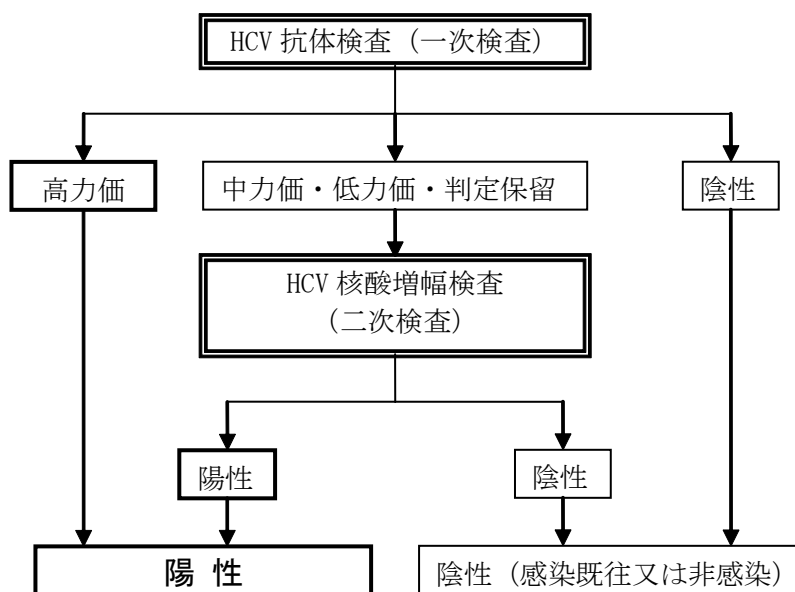 HCV 抗体検査（一次検査）
高力価
中力価・低力価・判定保留
陰性
HCV 核酸増幅検査
（二次検査）
陽性
陰性
陽 性
陰性（感染既往又は非感染）